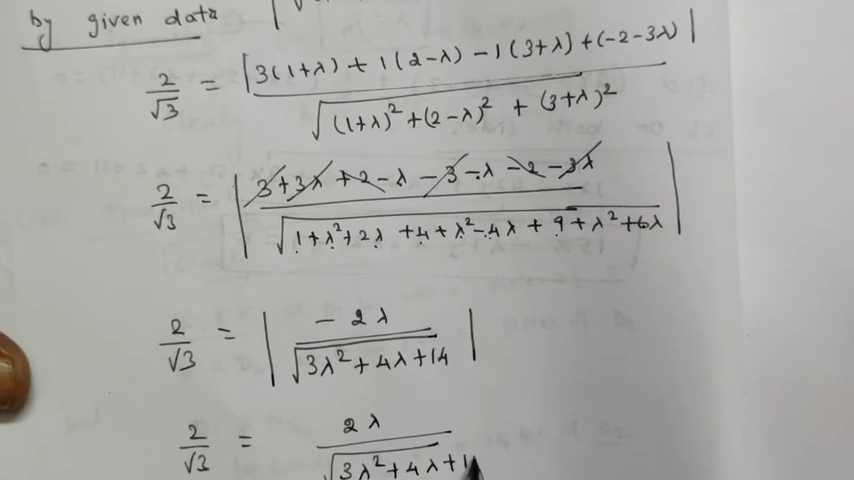 by given data
2/√3 = |3(1+λ) + 1(2-λ) - 1(3+λ) + (-2-3λ)| / √((1+λ)² + (2-λ)² + (3+λ)²)
2/√3 = |(3+3λ+2-λ-3-λ-2-3λ) / √(1+λ²+2λ+4+λ²-4λ+9+λ²+6λ)|
2/√3 = |-2λ / √(3λ²+4λ+14)|
2/√3 = 2λ / √(3λ²+4λ+1